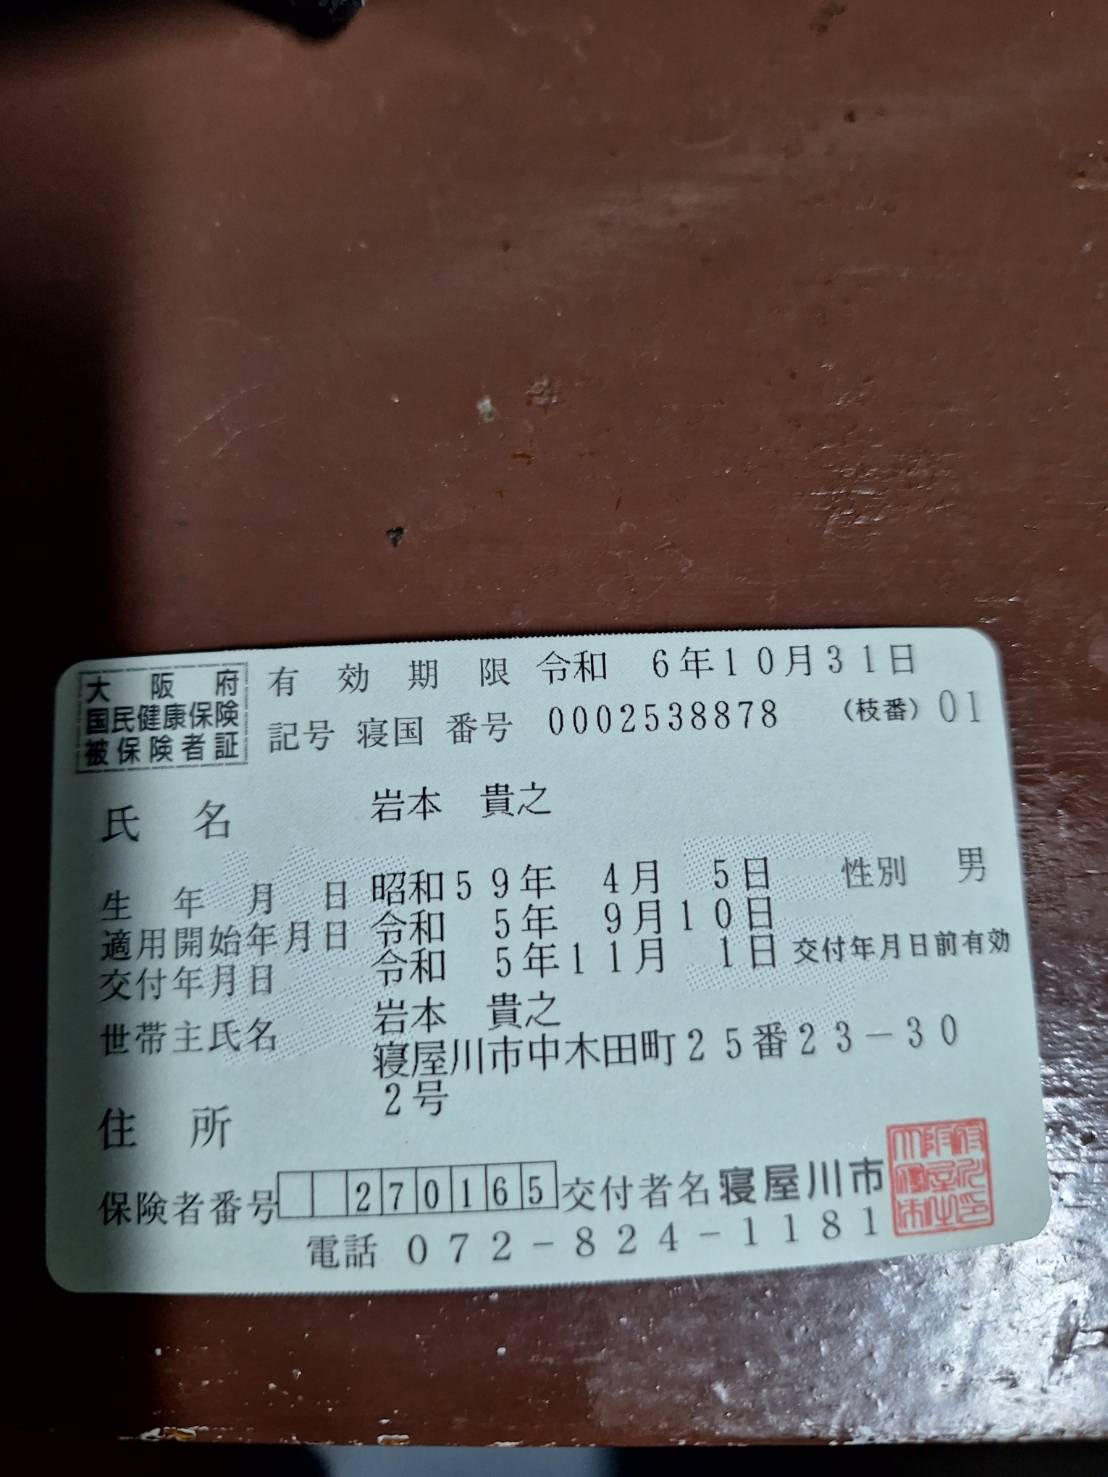 大阪府
国民健康保険
被保険者証
有効期限 令和 6年10月31日
記号 寝国 番号 0002538878 (枝番) 01
氏名 岩本 貴之
生年月日 昭和59年 4月 5日 性別 男
適用開始年月日 令和 5年 9月10日
交付年月日 令和 5年11月 1日 交付年月日前有効
世帯主氏名 岩本 貴之
住所 寝屋川市中木田町25番23-30
2号
保険者番号 270165 交付者名 寝屋川市
電話 072-824-1181